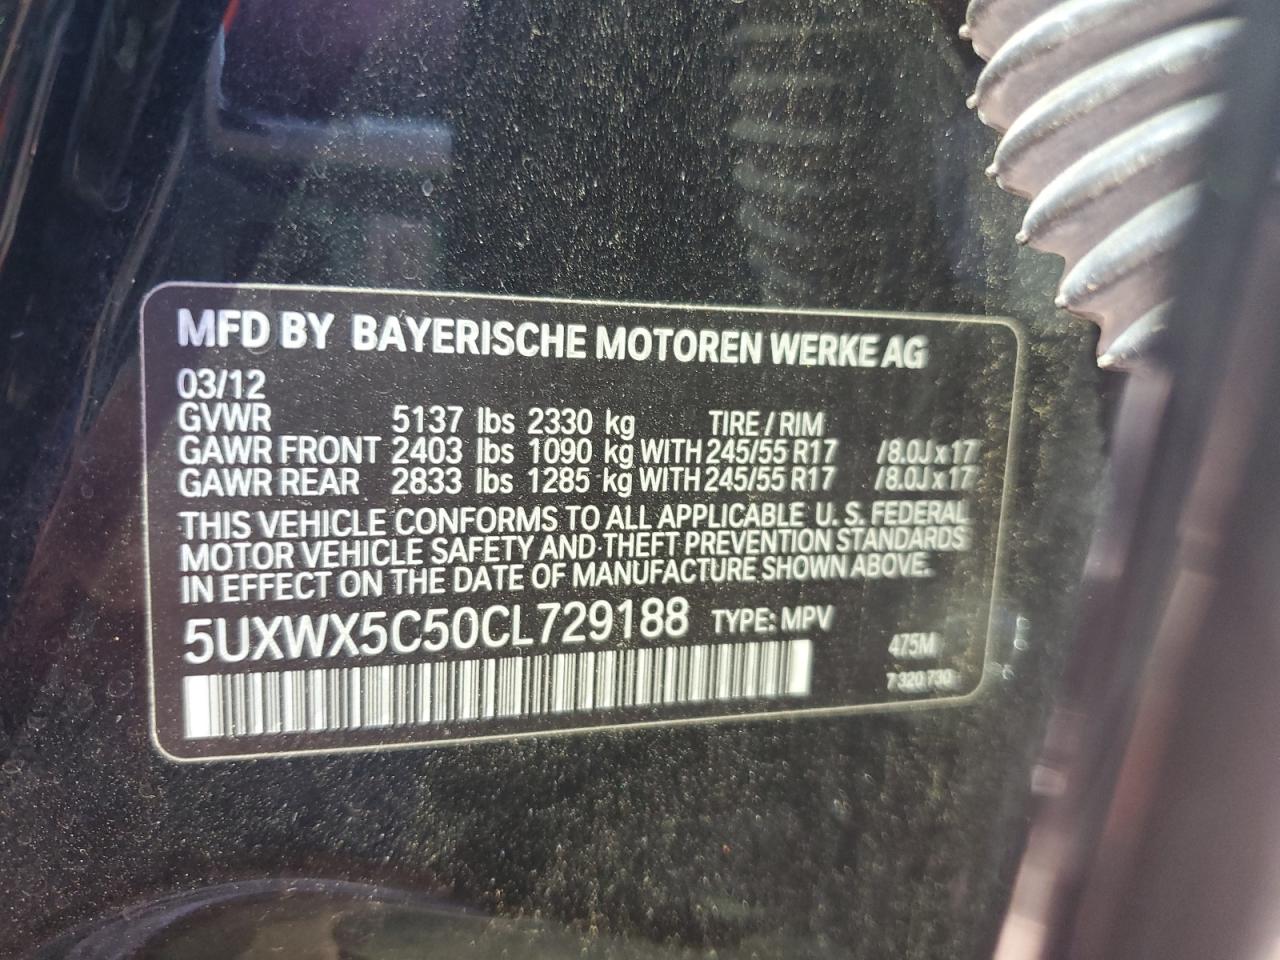 MFD BY BAYERISCHE MOTOREN WERKE AG
03/12
GVWR 5137 lbs 2330 kg TIRE / RIM
GAWR FRONT 2403 lbs 1090 kg WITH 245/55 R17 /8.0J x 17
GAWR REAR 2833 lbs 1285 kg WITH 245/55 R17 /8.0J x 17
THIS VEHICLE CONFORMS TO ALL APPLICABLE U. S. FEDERAL
MOTOR VEHICLE SAFETY AND THEFT PREVENTION STANDARDS
IN EFFECT ON THE DATE OF MANUFACTURE SHOWN ABOVE.
5UXWX5C50CL729188 TYPE: MPV
475M
7 320 730